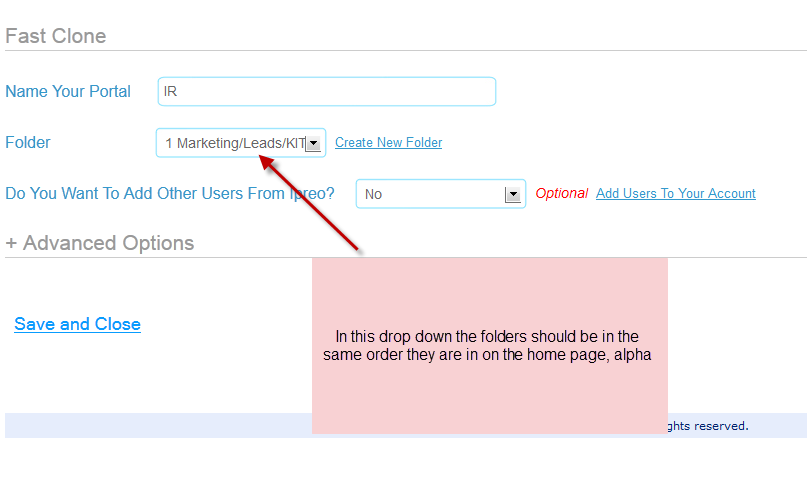 Fast Clone
Name Your Portal IR
Folder 1 Marketing/Leads/KIT Create New Folder
Do You Want To Add Other Users From Ipreo? No Optional Add Users To Your Account
+ Advanced Options
Save and Close
In this drop down the folders should be in the
same order they are in on the home page, alpha
reserved.